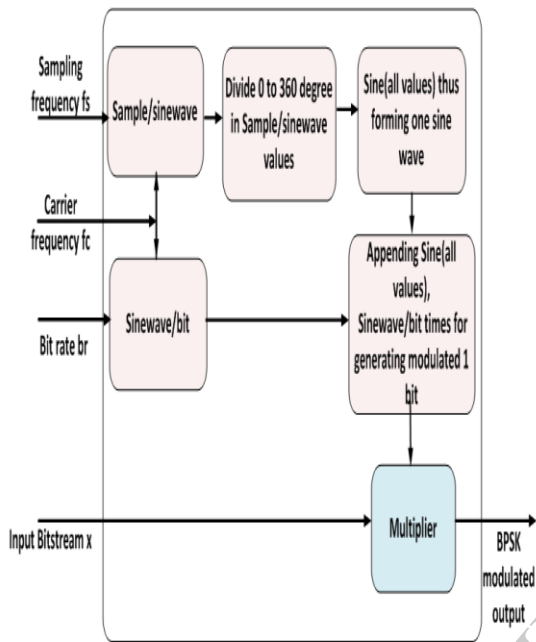 Sampling
frequency fs
Sample/sinewave
Divide 0 to 360 degree
in Sample/sinewave
values
Sine(all values) thus
forming one sine
wave
Carrier
frequency fc
Appending Sine(all
values),
Sinewave/bit times for
generating modulated 1
bit
Sinewave/bit
Bit rate br
Input Bitstream x
Multiplier
BPSK
modulated
output